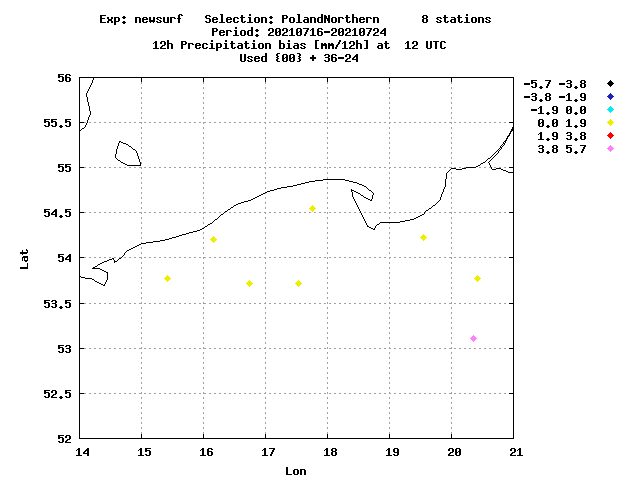 Exp: newsurf   Selection: PolandNorthern      8 stations
Period: 20210716-20210724
12h Precipitation bias [mm/12h] at  12 UTC
Used {00} + 36-24
-5.7 -3.8
-3.8 -1.9
-1.9 0.0
0.0 1.9
1.9 3.8
3.8 5.7
56
55.5
55
54.5
54
53.5
53
52.5
52
Lat
14 15 16 17 18 19 20 21
Lon